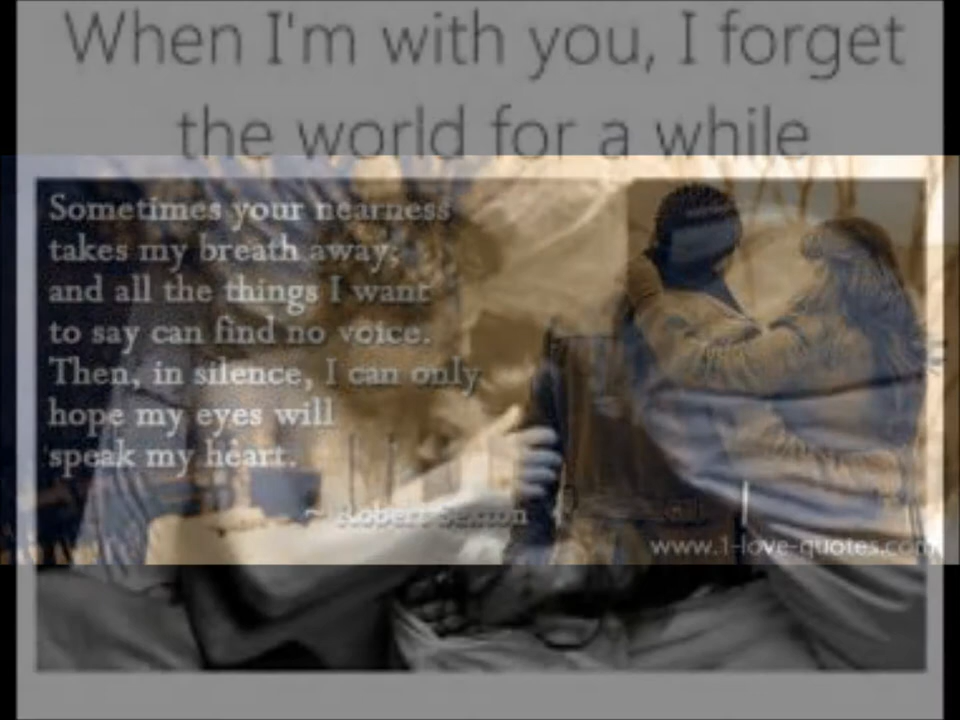 When I'm with you, I forget
the world for a while
Sometimes your nearness
takes my breath away;
and all the things I want
to say can find no voice.
Then, in silence, I can only
hope my eyes will
speak my heart.
~ Robert Sexton
www.1-love-quotes.com